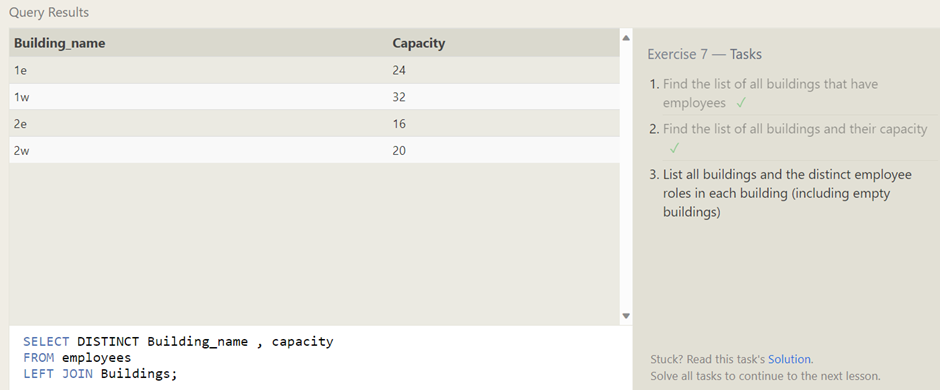 Query Results
Building_name Capacity
1e 24
1w 32
2e 16
2w 20
SELECT DISTINCT Building_name , capacity
FROM employees
LEFT JOIN Buildings;
Exercise 7 — Tasks
1. Find the list of all buildings that have
employees ✓
2. Find the list of all buildings and their capacity
✓
3. List all buildings and the distinct employee
roles in each building (including empty
buildings)
Stuck? Read this task's Solution.
Solve all tasks to continue to the next lesson.